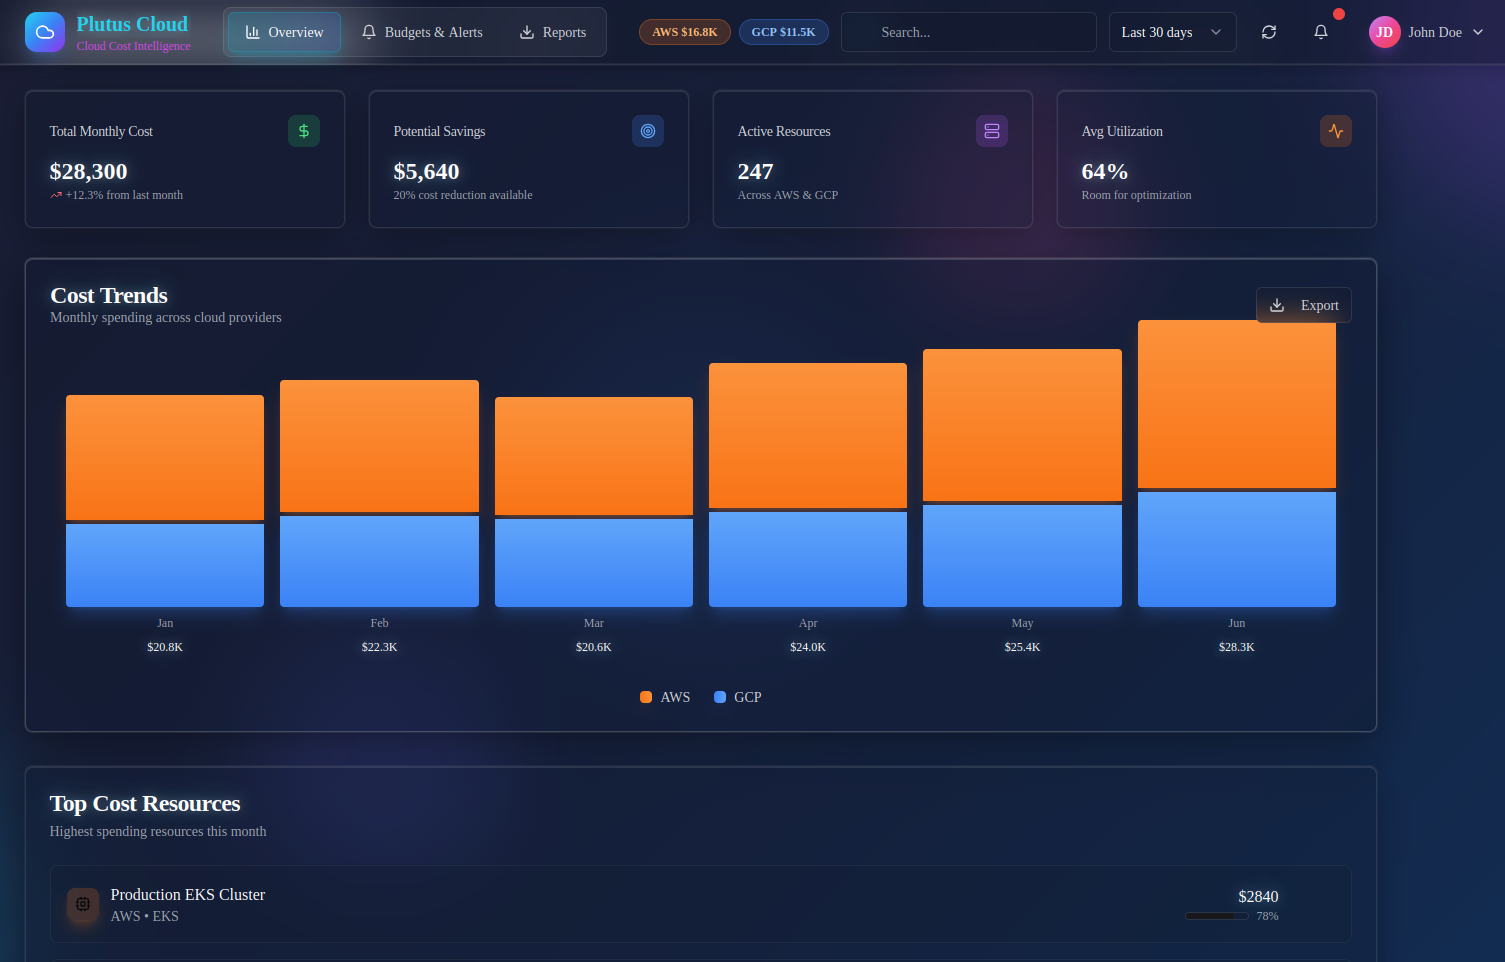 Plutus Cloud
Cloud Cost Intelligence
Overview
Budgets & Alerts
Reports
AWS $16.8K
GCP $11.5K
Search...
Last 30 days
JD
John Doe
Total Monthly Cost
$28,300
+12.3% from last month
Potential Savings
$5,640
20% cost reduction available
Active Resources
247
Across AWS & GCP
Avg Utilization
64%
Room for optimization
Cost Trends
Monthly spending across cloud providers
Export
Jan Feb Mar Apr May Jun
$20.8K $22.3K $20.6K $24.0K $25.4K $28.3K
AWS GCP
Top Cost Resources
Highest spending resources this month
Production EKS Cluster
AWS • EKS
$2840
78%